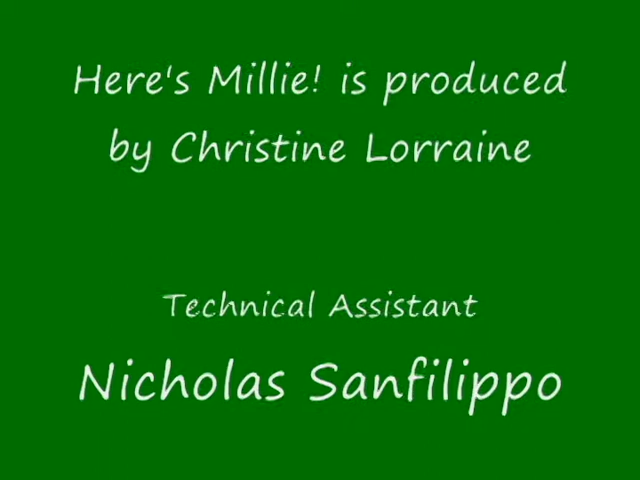 Here's Millie! is produced
by Christine Lorraine
Technical Assistant
Nicholas Sanfilippo